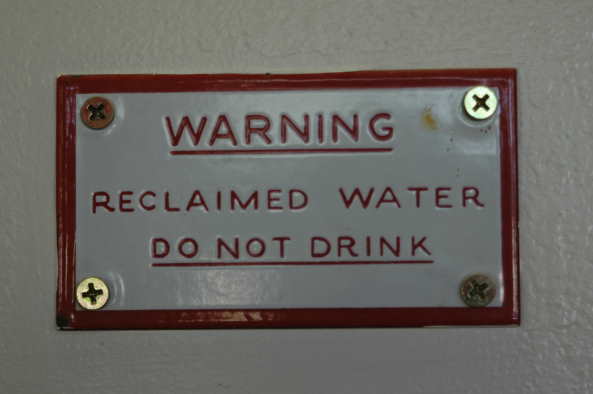 WARNING
RECLAIMED WATER
DO NOT DRINK